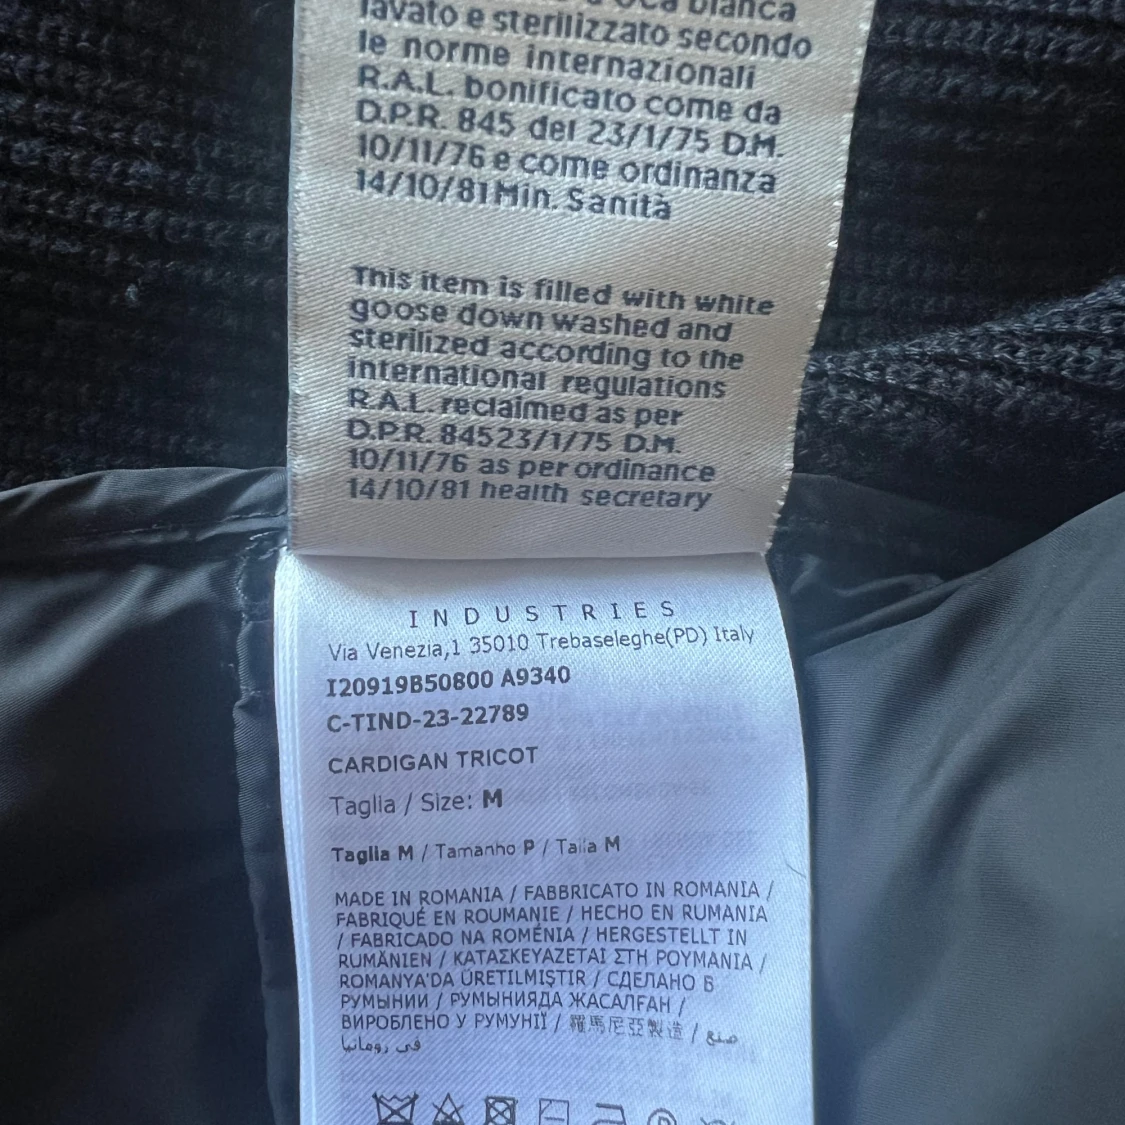 oca bianca
lavato e sterilizzato secondo
le norme internazionali
R.A.L. bonificato come da
D.P.R. 845 del 23/1/75 D.M.
10/11/76 e come ordinanza
14/10/81 Min. Sanità
This item is filled with white
goose down washed and
sterilized according to the
international regulations
R.A.L. reclaimed as per
D.P.R. 84523/1/75 D.M.
10/11/76 as per ordinance
14/10/81 health secretary
INDUSTRIES
Via Venezia,1 35010 Trebaseleghe(PD) Italy
I20919B50800 A9340
C-TIND-23-22789
CARDIGAN TRICOT
Taglia / Size: M
Taglia M / Tamanho P / Talla M
MADE IN ROMANIA / FABBRICATO IN ROMANIA /
FABRIQUÉ EN ROUMANIE / HECHO EN RUMANIA
/ FABRICADO NA ROMÉNIA / HERGESTELLT IN
RUMÄNIEN / ΚΑΤΑΣΚΕΥΑΖΕΤΑΙ ΣΤΗ ΡΟΥΜΑΝΙΑ /
ROMANYA'DA ÜRETILMIŞTIR / СДЕЛАНО В
РУМЫНИИ / РУМЫНИЯДА ЖАСАЛҒАН /
ВИРОБЛЕНО У РУМУНІЇ / 羅馬尼亞製造 / صنع
في رومانيا